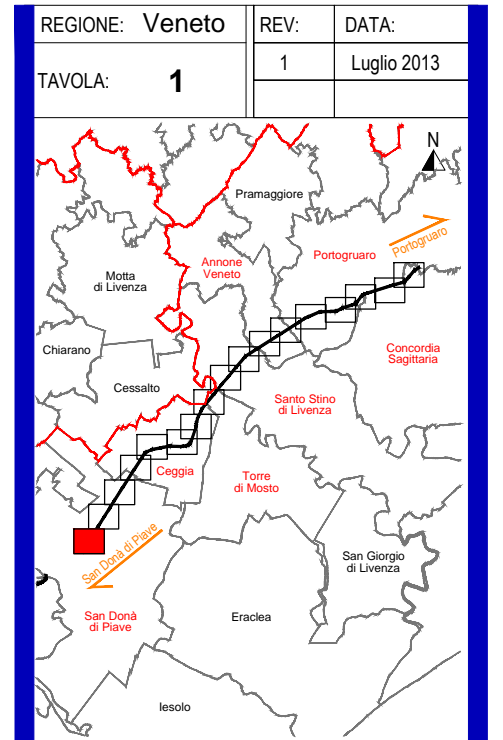 REGIONE: Veneto
REV:
DATA:
TAVOLA: 1
1
Luglio 2013
N
Pramaggiore
Portogruaro
Portogruaro
Annone
Veneto
Motta
di Livenza
Chiarano
Concordia
Sagittaria
Cessalto
Santo Stino
di Livenza
Ceggia
Torre
di Mosto
San Donà di Piave
San Giorgio
di Livenza
San Donà
di Piave
Eraclea
Iesolo